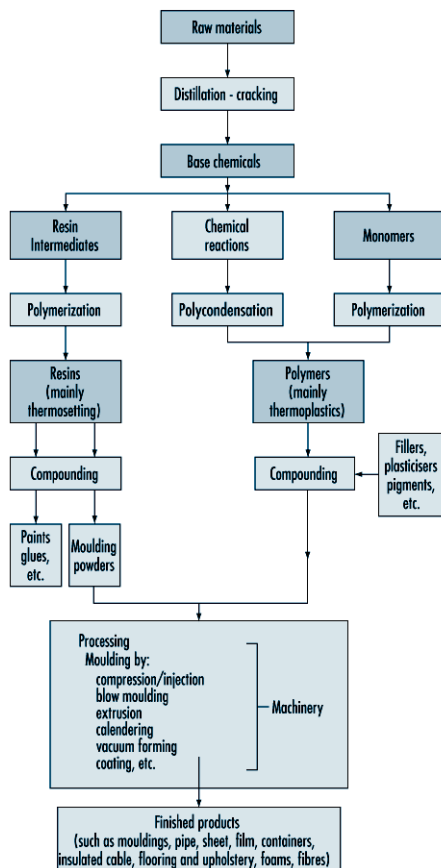 Raw materials
Distillation - cracking
Base chemicals
Resin
Intermediates
Chemical
reactions
Monomers
Polymerization
Polycondensation
Polymerization
Resins
(mainly
thermosetting)
Polymers
(mainly
thermoplastics)
Compounding
Compounding
Fillers,
plasticisers
pigments,
etc.
Paints
glues,
etc.
Moulding
powders
Processing
Moulding by:
compression/injection
blow moulding
extrusion
calendering
vacuum forming
coating, etc.
Machinery
Finished products
(such as mouldings, pipe, sheet, film, containers,
insulated cable, flooring and upholstery, foams, fibres)